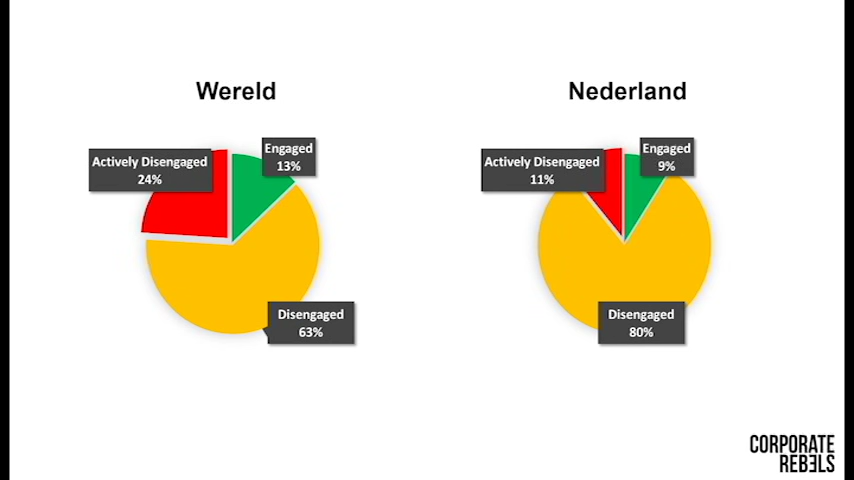 Wereld
Actively Disengaged
24%
Engaged
13%
Disengaged
63%
Nederland
Actively Disengaged
11%
Engaged
9%
Disengaged
80%
CORPORATE
REBELS